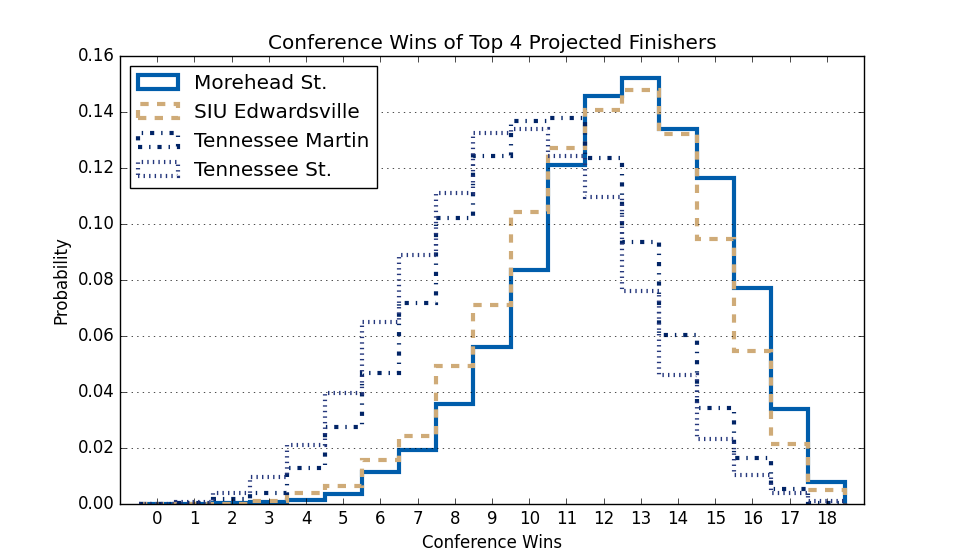 Conference Wins of Top 4 Projected Finishers
0.16
0.14
0.12
0.10
0.08
0.06
0.04
0.02
0.00
Probability
Morehead St.
SIU Edwardsville
Tennessee Martin
Tennessee St.
0 1 2 3 4 5 6 7 8 9 10 11 12 13 14 15 16 17 18
Conference Wins